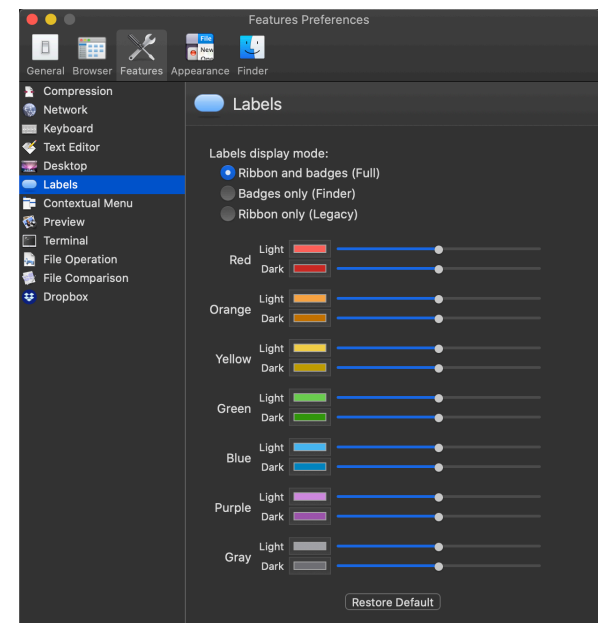 Features Preferences
General Browser Features Appearance Finder
File
New
Compression
Network
Keyboard
Text Editor
Desktop
Labels
Contextual Menu
Preview
Terminal
File Operation
File Comparison
Dropbox
Labels
Labels display mode:
Ribbon and badges (Full)
Badges only (Finder)
Ribbon only (Legacy)
Red
Light
Dark
Orange
Light
Dark
Yellow
Light
Dark
Green
Light
Dark
Blue
Light
Dark
Purple
Light
Dark
Gray
Light
Dark
Restore Default